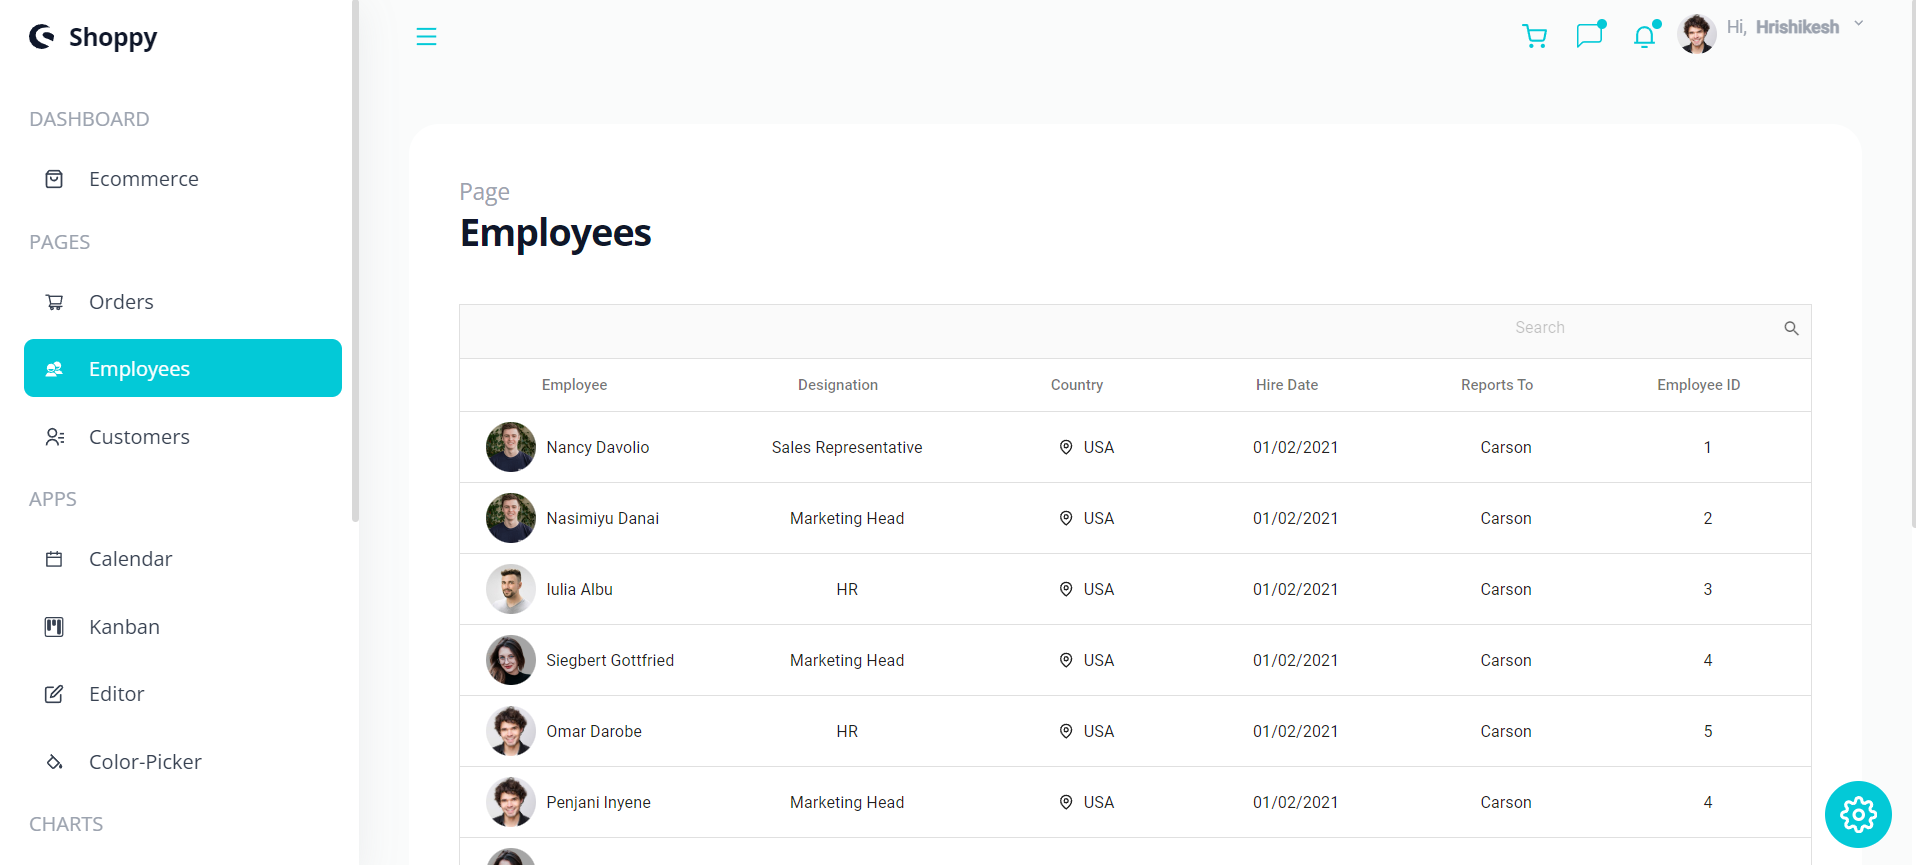 Shoppy
Hi, Hrishikesh
DASHBOARD
Ecommerce
PAGES
Orders
Employees
Customers
APPS
Calendar
Kanban
Editor
Color-Picker
CHARTS
Page
Employees
Search
Employee Designation Country Hire Date Reports To Employee ID
Nancy Davolio Sales Representative USA 01/02/2021 Carson 1
Nasimiyu Danai Marketing Head USA 01/02/2021 Carson 2
Iulia Albu HR USA 01/02/2021 Carson 3
Siegbert Gottfried Marketing Head USA 01/02/2021 Carson 4
Omar Darobe HR USA 01/02/2021 Carson 5
Penjani Inyene Marketing Head USA 01/02/2021 Carson 4